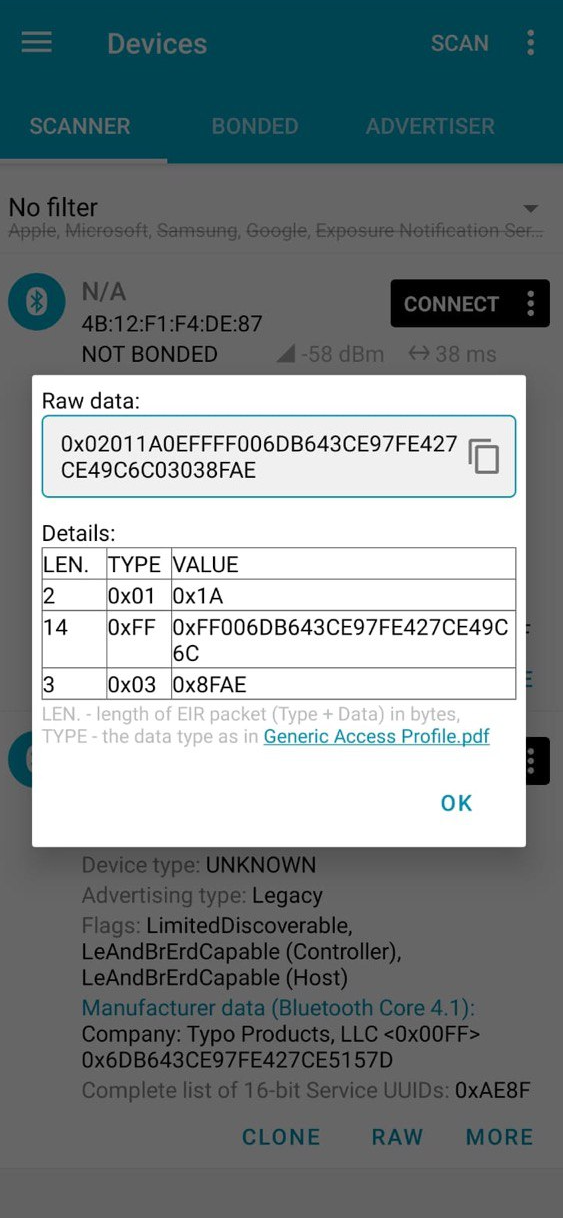 Devices
SCAN
SCANNER
BONDED
ADVERTISER
No filter
Apple, Microsoft, Samsung, Google, Exposure Notification Ser...
N/A
4B:12:F1:F4:DE:87
CONNECT
NOT BONDED
-58 dBm
38 ms
Raw data:
0x02011A0EFFFF006DB643CE97FE427
CE49C6C03038FAE
Details:
LEN. TYPE VALUE
2 0x01 0x1A
14 0xFF 0xFF006DB643CE97FE427CE49C
6C
3 0x03 0x8FAE
LEN. - length of EIR packet (Type + Data) in bytes,
TYPE - the data type as in Generic Access Profile.pdf
OK
Device type: UNKNOWN
Advertising type: Legacy
Flags: LimitedDiscoverable,
LeAndBrErdCapable (Controller),
LeAndBrErdCapable (Host)
Manufacturer data (Bluetooth Core 4.1):
Company: Typo Products, LLC <0x00FF>
0x6DB643CE97FE427CE5157D
Complete list of 16-bit Service UUIDs: 0xAE8F
CLONE
RAW
MORE